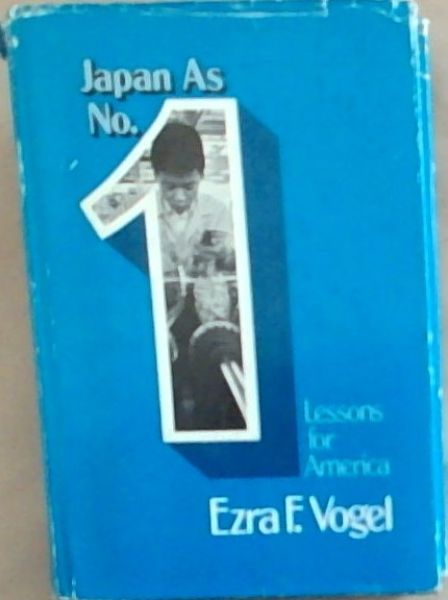 Japan As
No.
1
Lessons
for
America
Ezra F. Vogel